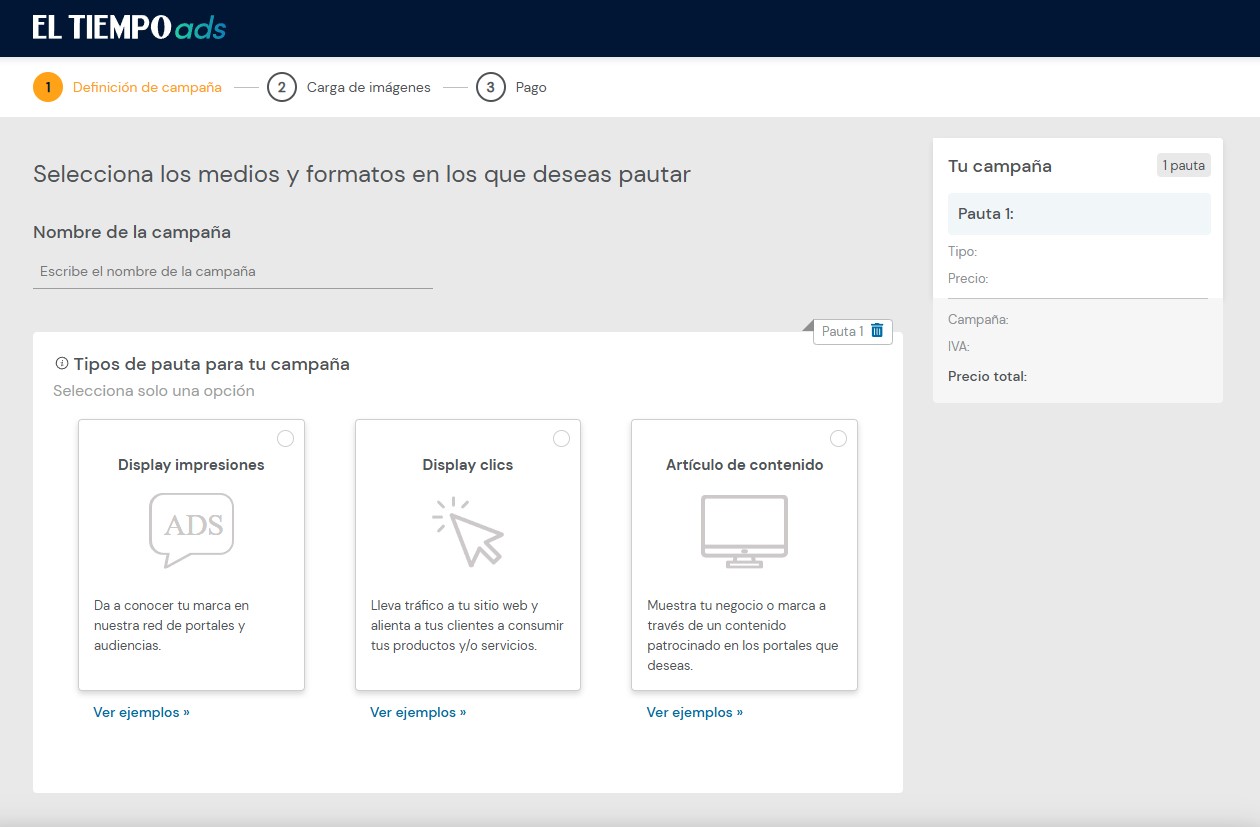 EL TIEMPO ads
1 Definición de campaña 2 Carga de imágenes 3 Pago
Selecciona los medios y formatos en los que deseas pautar
Nombre de la campaña
Escribe el nombre de la campaña
Pauta 1
Tipos de pauta para tu campaña
Selecciona solo una opción
Display impresiones
ADS
Da a conocer tu marca en
nuestra red de portales y
audiencias.
Ver ejemplos »
Display clics
Lleva tráfico a tu sitio web y
alienta a tus clientes a consumir
tus productos y/o servicios.
Ver ejemplos »
Artículo de contenido
Muestra tu negocio o marca a
través de un contenido
patrocinado en los portales que
deseas.
Ver ejemplos »
Tu campaña 1 pauta
Pauta 1:
Tipo:
Precio:
Campaña:
IVA:
Precio total: